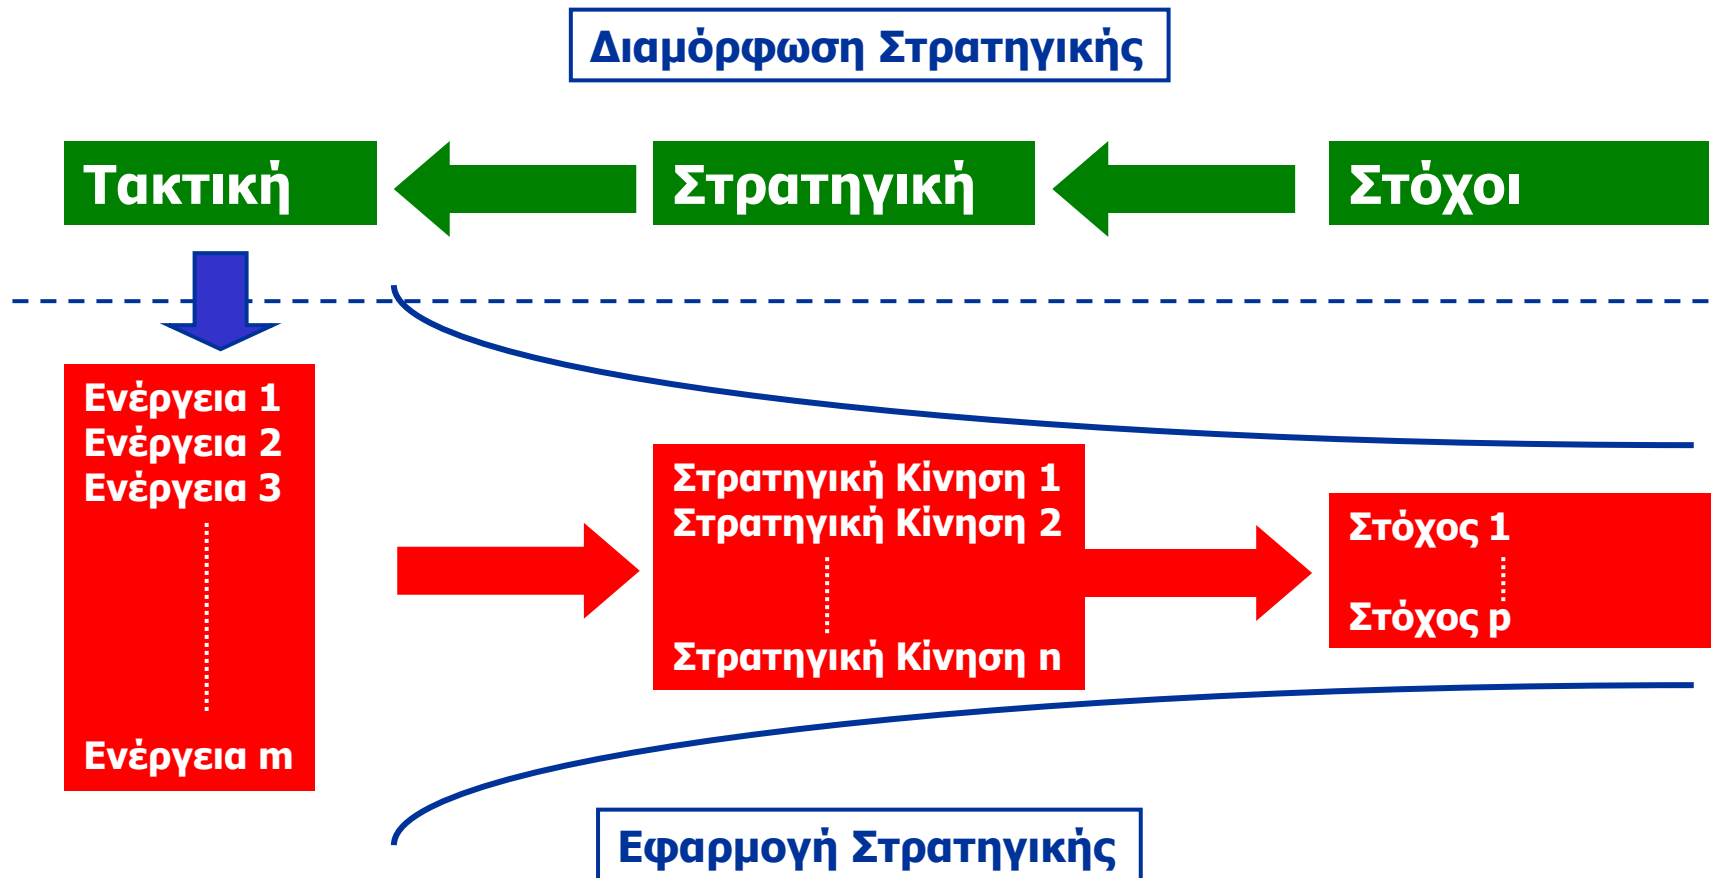 Διαμόρφωση Στρατηγικής
Τακτική
Στρατηγική
Στόχοι
Ενέργεια 1
Ενέργεια 2
Ενέργεια 3
Ενέργεια m
Στρατηγική Κίνηση 1
Στρατηγική Κίνηση 2
Στρατηγική Κίνηση n
Στόχος 1
Στόχος p
Εφαρμογή Στρατηγικής